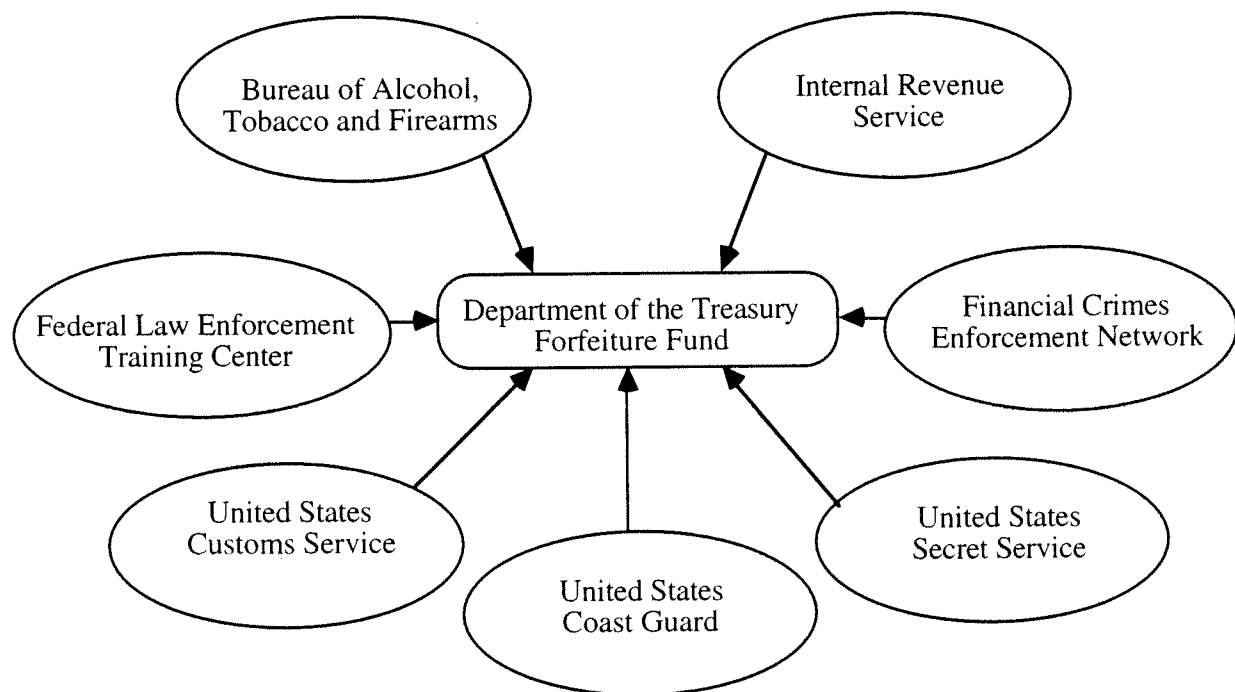 Bureau of Alcohol,
Tobacco and Firearms
Internal Revenue
Service
Federal Law Enforcement
Training Center
Department of the Treasury
Forfeiture Fund
Financial Crimes
Enforcement Network
United States
Customs Service
United States
Coast Guard
United States
Secret Service